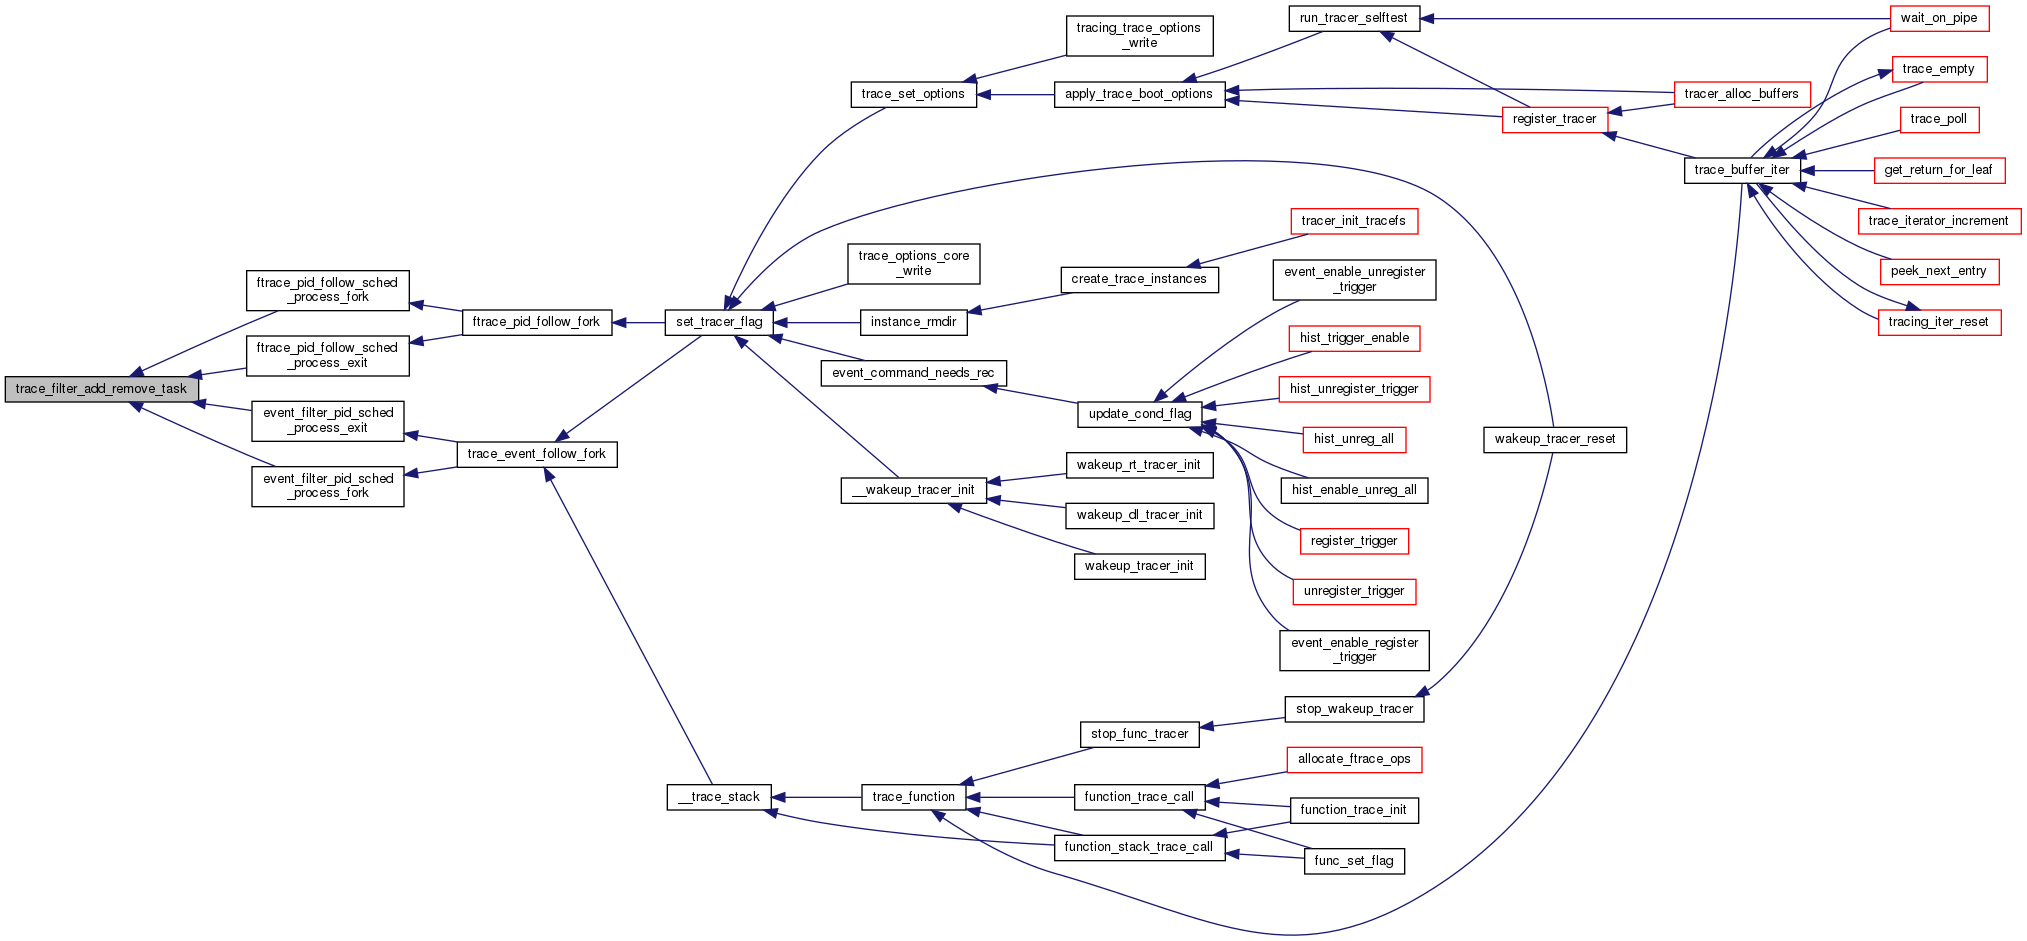 trace_filter_add_remove_task
ftrace_pid_follow_sched
_process_fork
ftrace_pid_follow_sched
_process_exit
event_filter_pid_sched
_process_exit
event_filter_pid_sched
_process_fork
ftrace_pid_follow_fork
trace_event_follow_fork
set_tracer_flag
__trace_stack
trace_set_options
trace_options_core
_write
instance_rmdir
event_command_needs_rec
__wakeup_tracer_init
trace_function
tracing_trace_options
_write
apply_trace_boot_options
create_trace_instances
update_cond_flag
wakeup_rt_tracer_init
wakeup_dl_tracer_init
wakeup_tracer_init
stop_func_tracer
function_trace_call
function_stack_trace_call
run_tracer_selftest
tracer_init_tracefs
event_enable_unregister
_trigger
hist_trigger_enable
hist_unregister_trigger
hist_unreg_all
hist_enable_unreg_all
register_trigger
unregister_trigger
event_enable_register
_trigger
stop_wakeup_tracer
allocate_ftrace_ops
function_trace_init
func_set_flag
register_tracer
wakeup_tracer_reset
tracer_alloc_buffers
trace_buffer_iter
wait_on_pipe
trace_empty
trace_poll
get_return_for_leaf
trace_iterator_increment
peek_next_entry
tracing_iter_reset